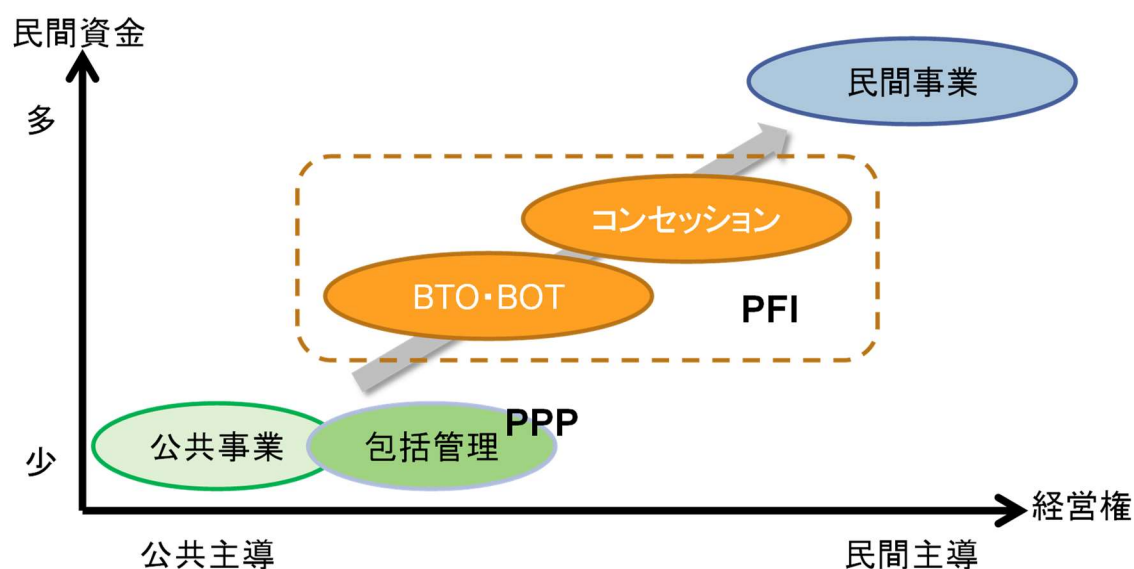 民間資金
多
民間事業
コンセッション
BTO・BOT
PFI
PPP
公共事業
包括管理
少
経営権
公共主導
民間主導